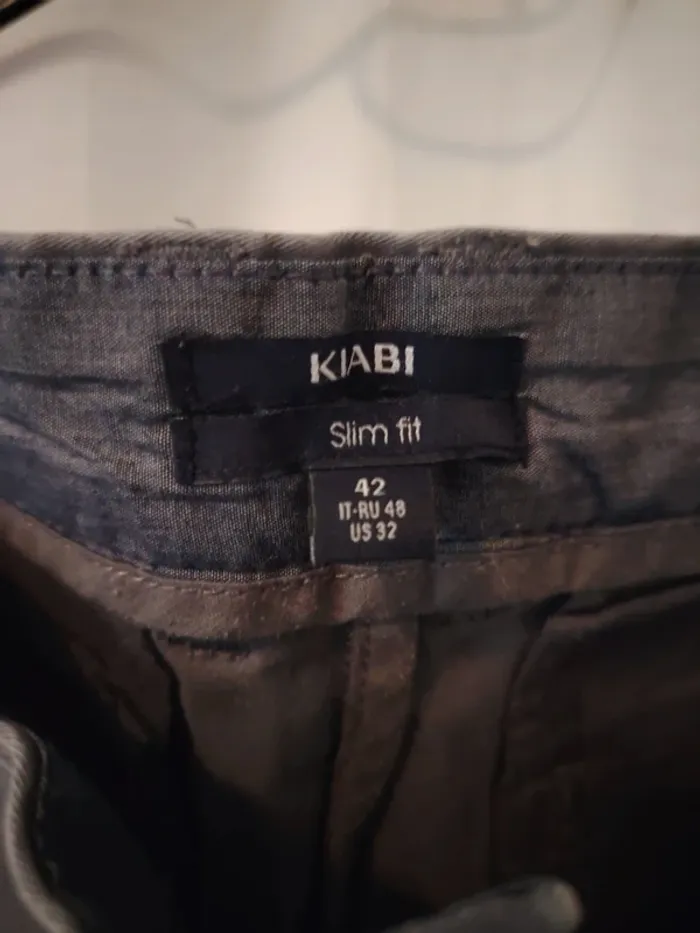 KIABI
Slim fit
42
IT-RU 48
US 32